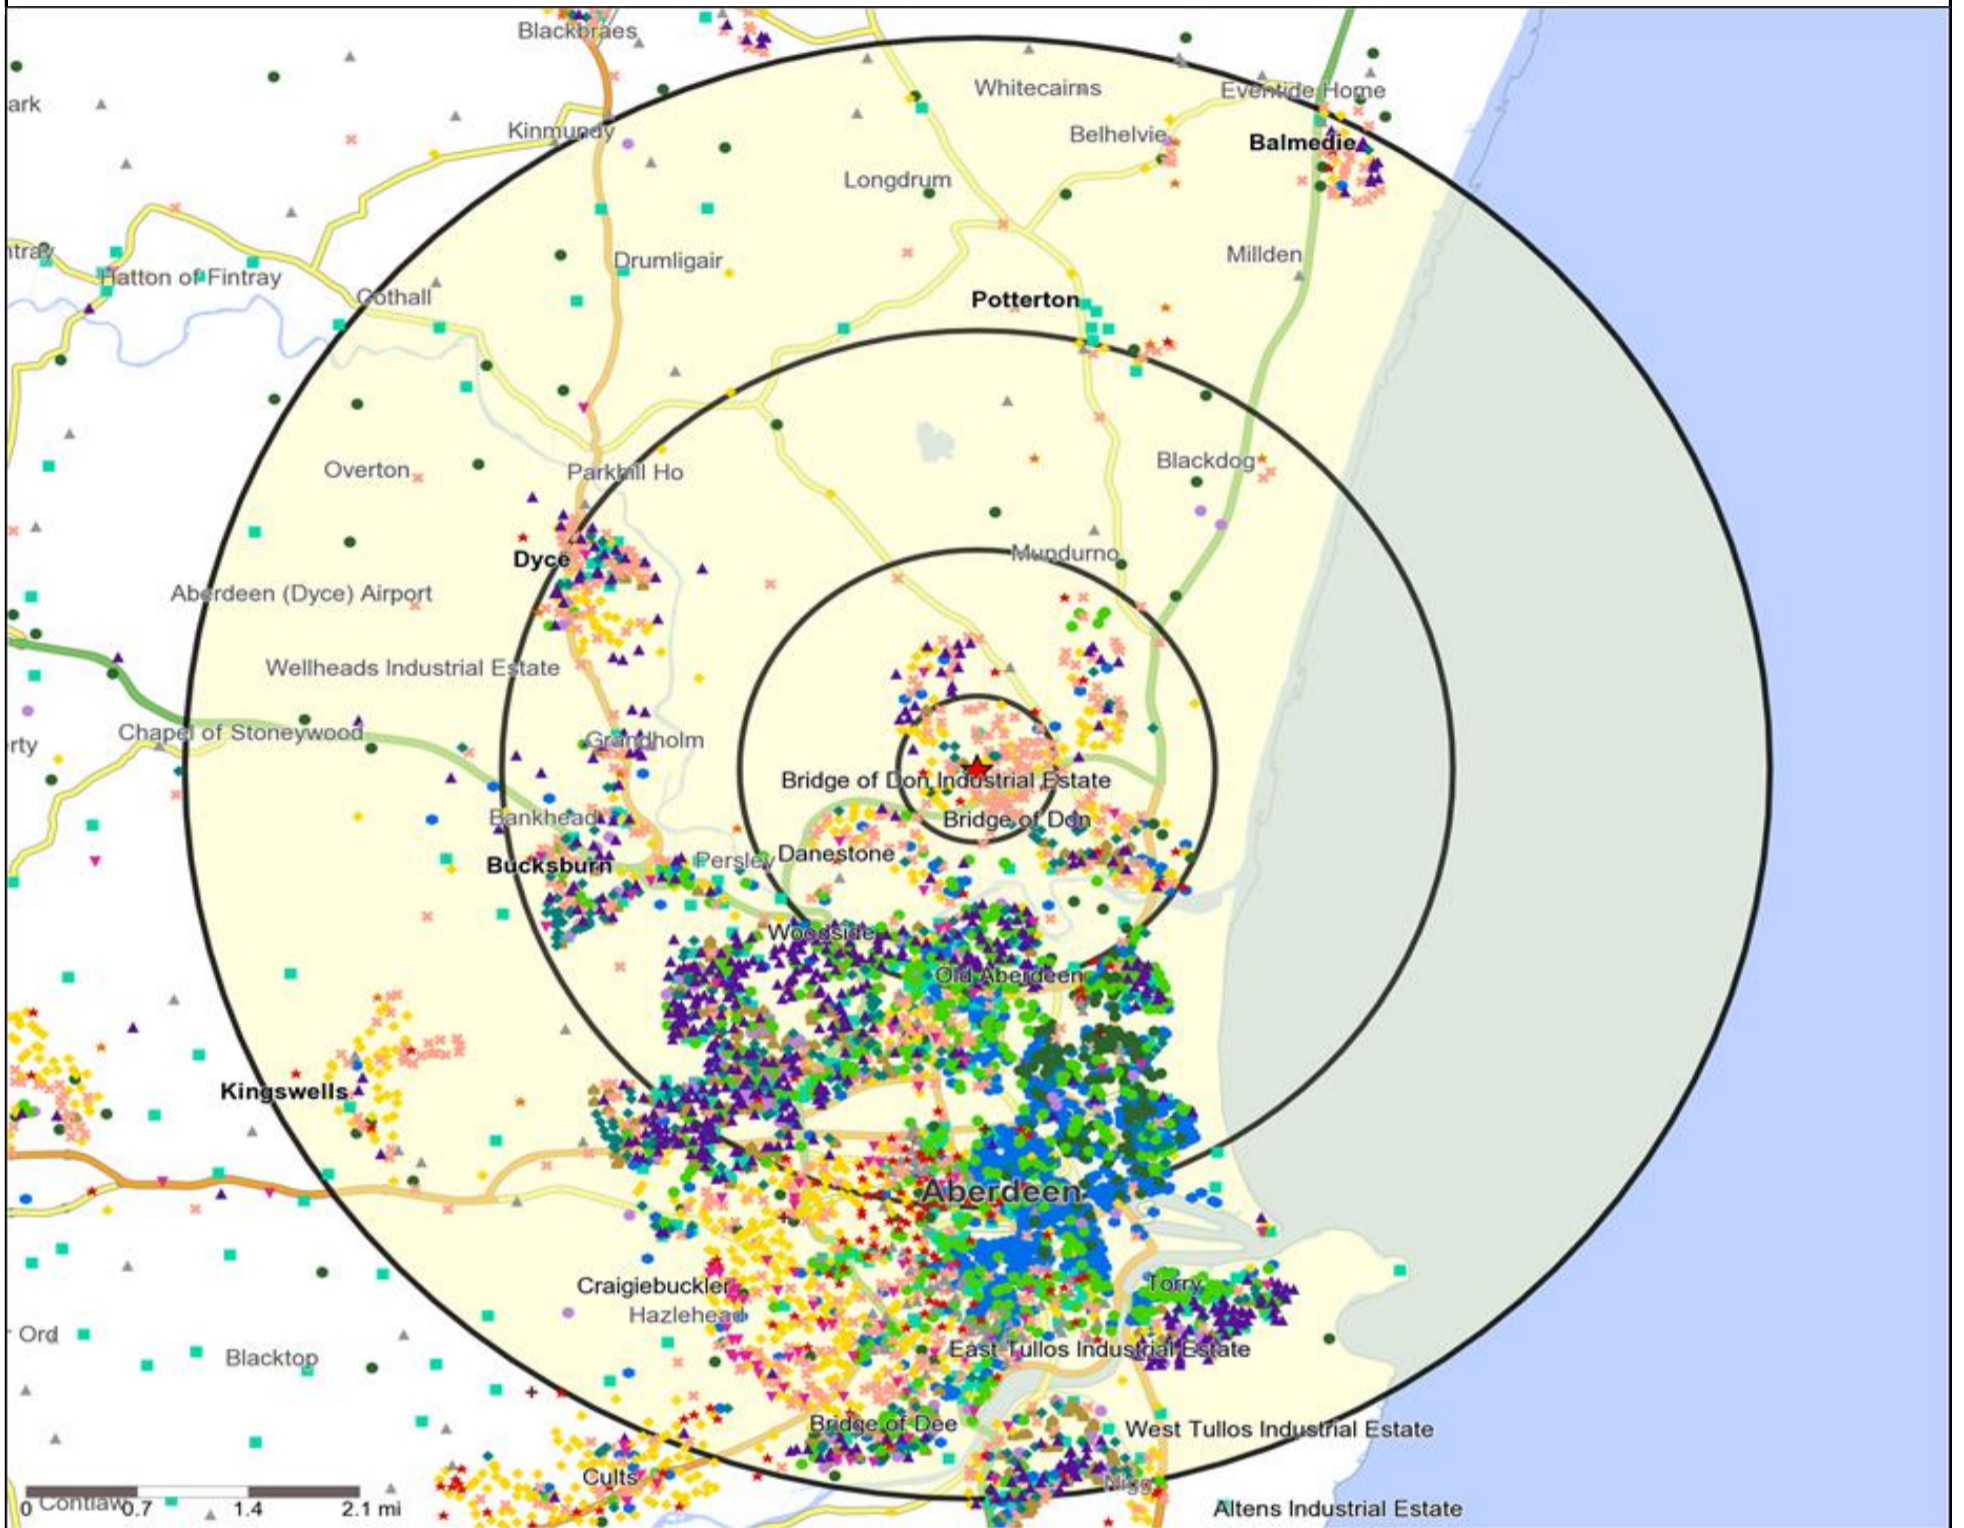 Blackbraes
Whitecairns
Eventide Home
ark
Kinmundy
Belhelvie
Balmedie
Longdrum
ntray
Drumligair
Millden
Hatton of Fintray
Cothall
Potterton
Overton
Parkhill Ho
Blackdog
Dyce
Mundurno
Aberdeen (Dyce) Airport
Wellheads Industrial Estate
Chapel of Stoneywood
Grandholm
rty
Bridge of Don Industrial Estate
Bankhead
Bridge of Don
Bucksburn
Persley
Danestone
Woodside
Old Aberdeen
Kingswells
Aberdeen
Craigiebuckler
Torry
Hazlehead
Ord
Blacktop
East Tullos Industrial Estate
Bridge of Dee
West Tullos Industrial Estate
Cults
Nigg
Contlaw
0 0.7 1.4 2.1 mi
Altens Industrial Estate